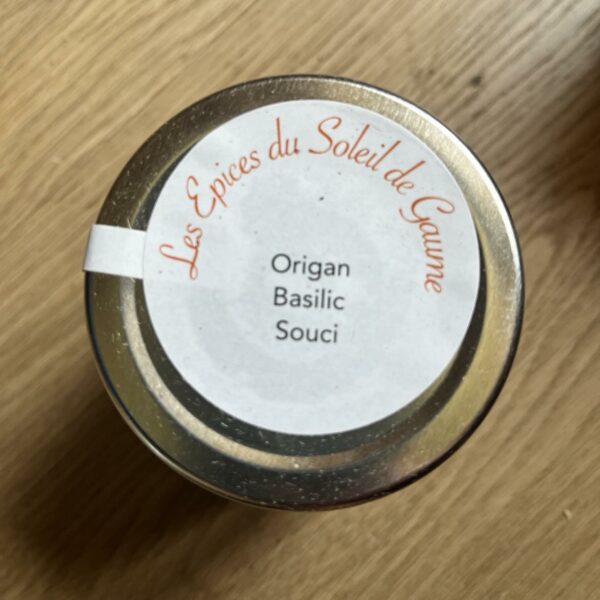 Les Epices du Soleil de Gaume
Origan
Basilic
Souci